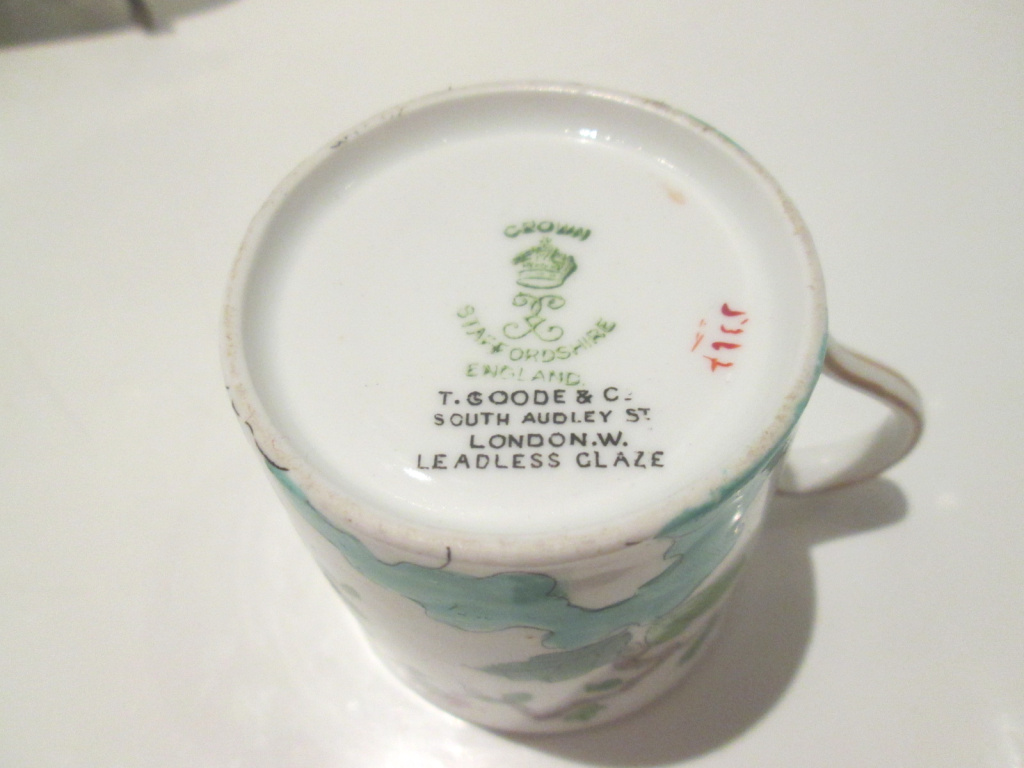 CROWN
STAFFORDSHIRE
ENGLAND.
T. GOODE & Co.
SOUTH AUDLEY ST.
LONDON. W.
LEADLESS GLAZE